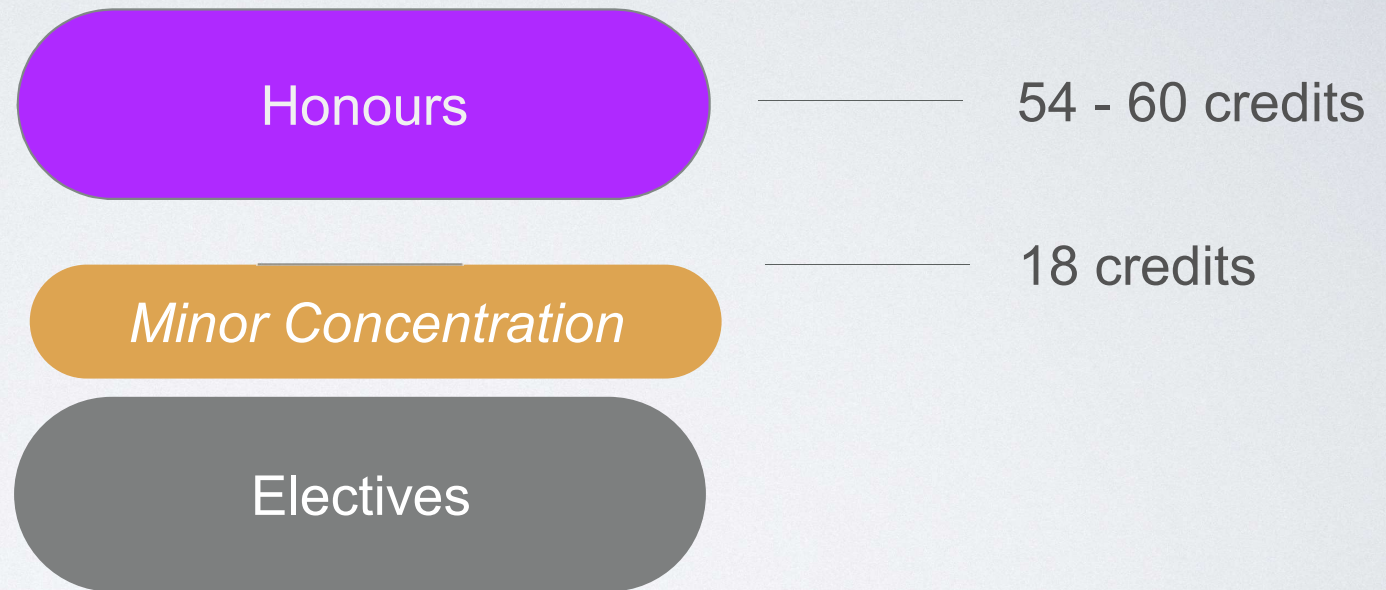 Honours
54 - 60 credits
18 credits
Minor Concentration
Electives